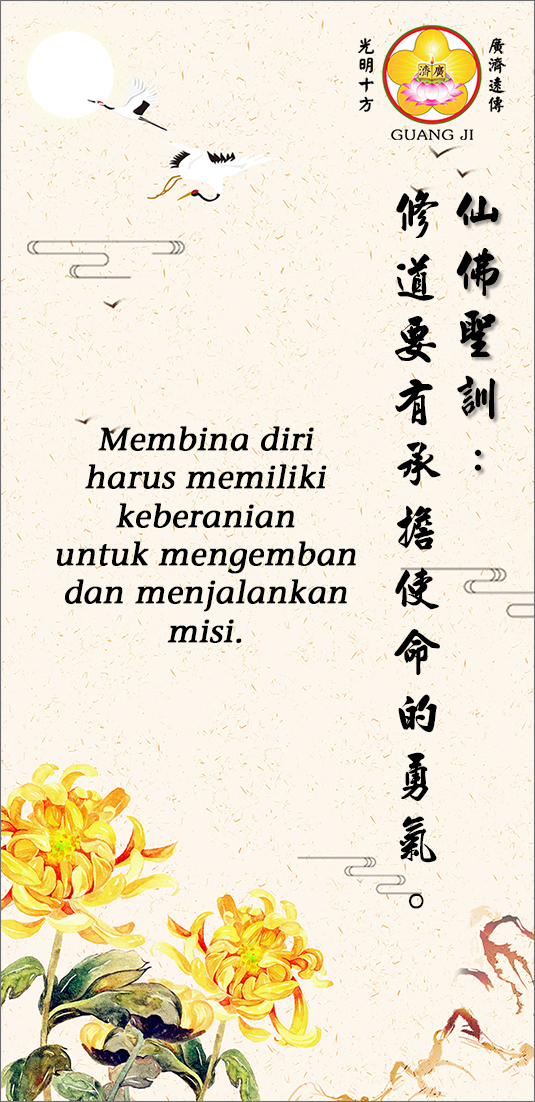 廣濟遠傳
光明十方
廣濟
GUANG JI
仙佛聖訓：
修道要有承擔使命的勇氣。
Membina diri
harus memiliki
keberanian
untuk mengemban
dan menjalankan
misi.